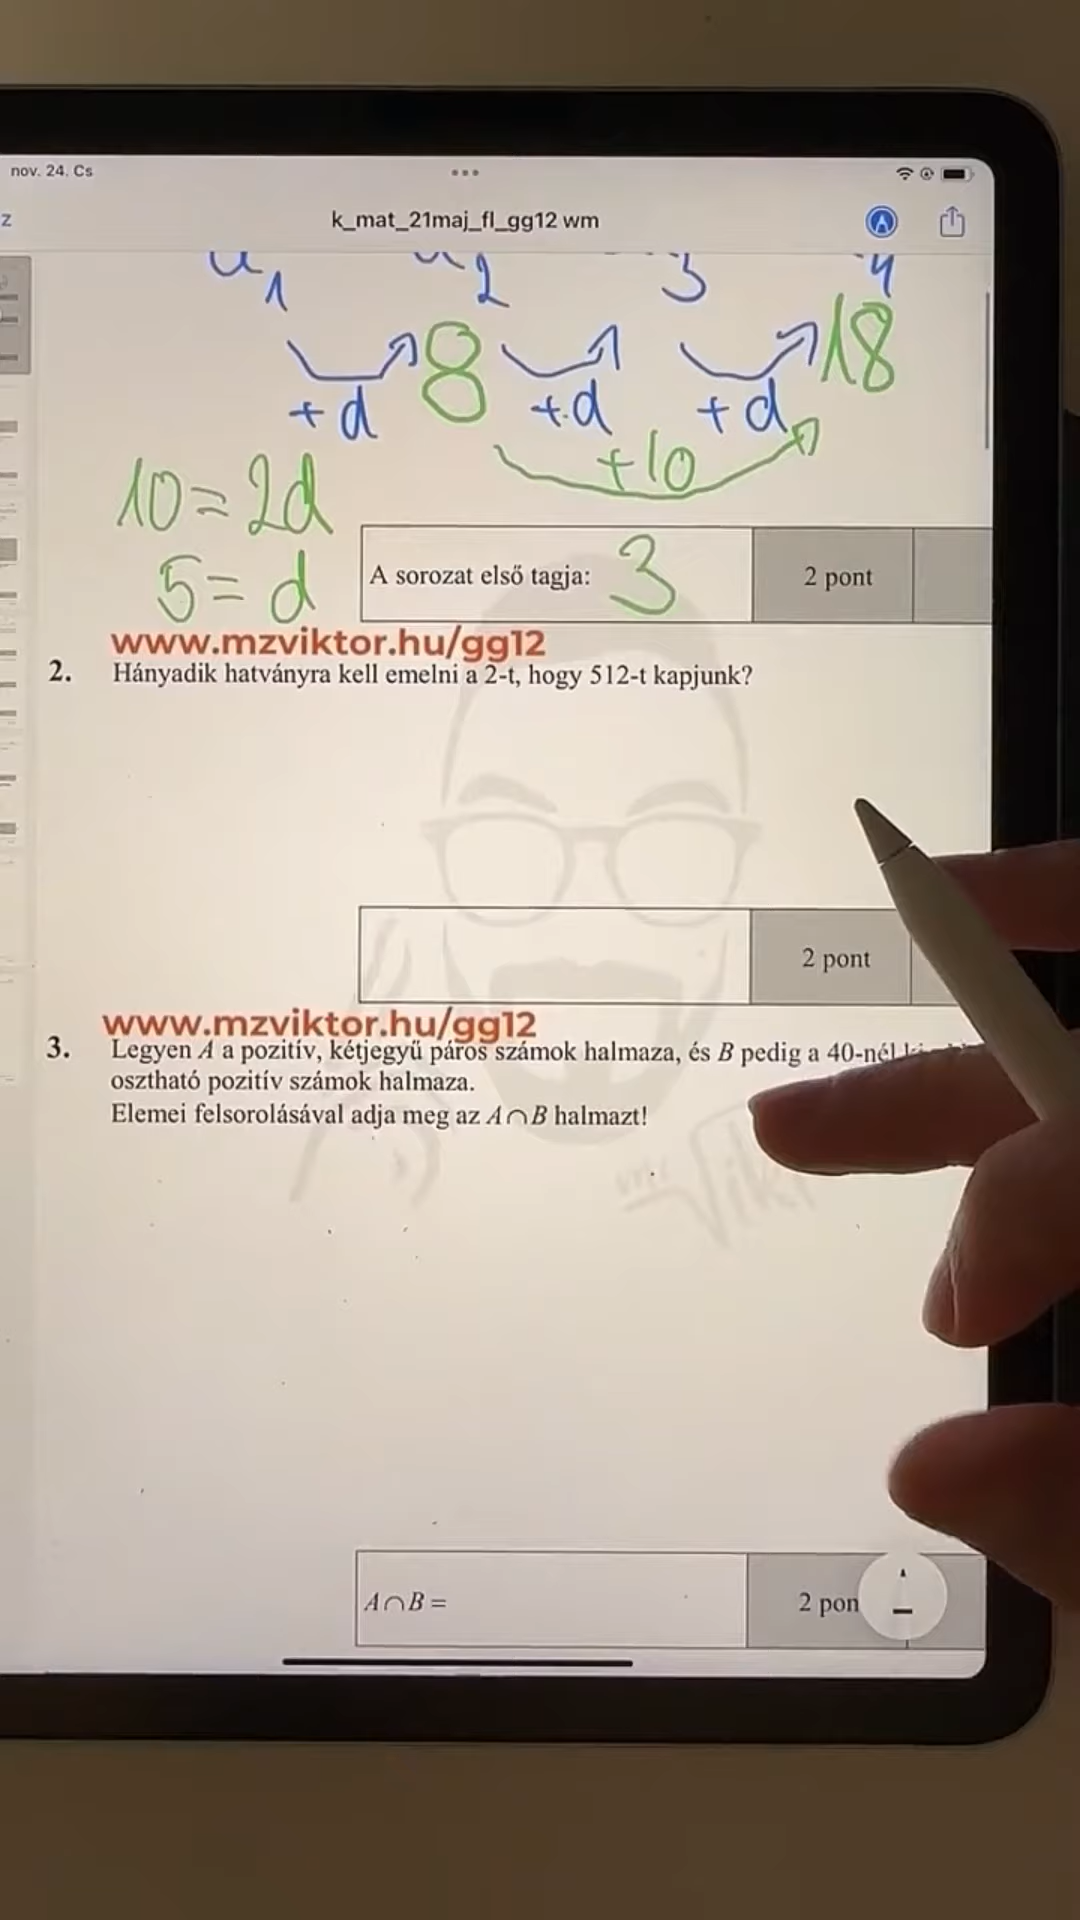 nov. 24. Cs
z
k_mat_21maj_fl_gg12 wm
a1 2 3 4
8 18
+d +d +d
+10
10=2d
5=d
A sorozat első tagja: 3 2 pont
www.mzviktor.hu/gg12
2. Hányadik hatványra kell emelni a 2-t, hogy 512-t kapjunk?
2 pont
www.mzviktor.hu/gg12
3. Legyen A a pozitív, kétjegyű páros számok halmaza, és B pedig a 40-nél
osztható pozitív számok halmaza.
Elemei felsorolásával adja meg az A∩B halmazt!
A∩B = 2 pon